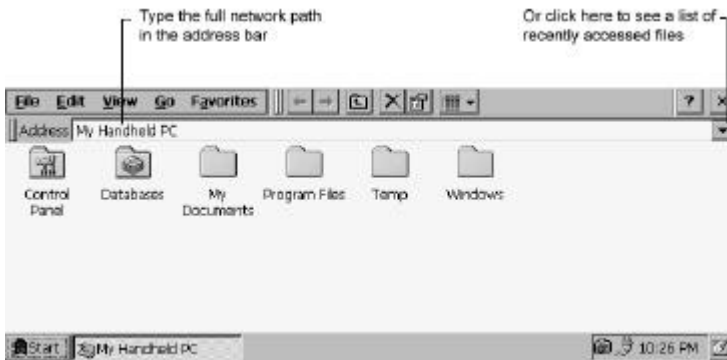 Type the full network path
in the address bar
Or click here to see a list of
recently accessed files
File Edit View Go Favorites ?
Address My Handheld PC
Control
Panel
Databases
My
Documents
Program Files
Temp
Windows
Start My Handheld PC 10:26 PM